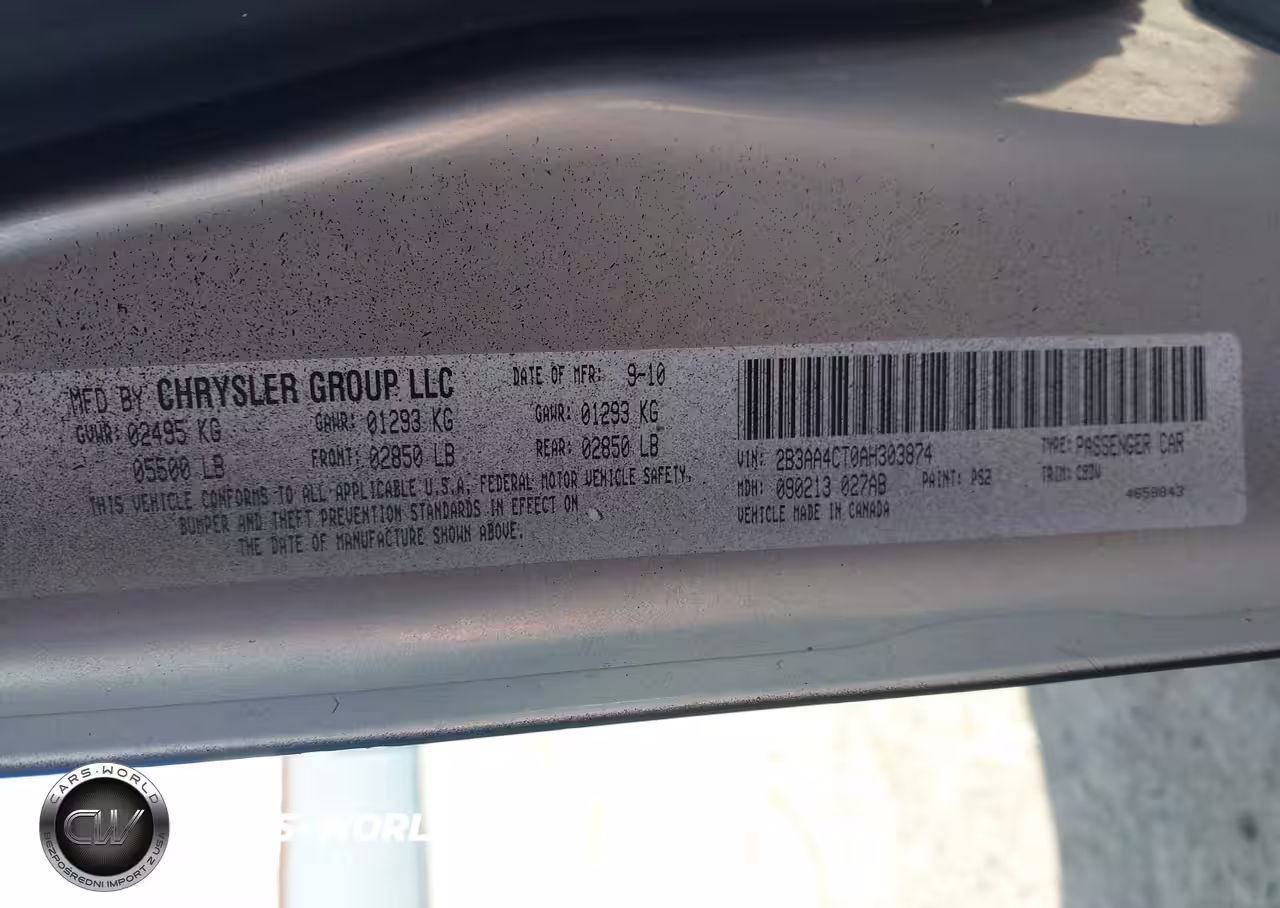 MFD BY CHRYSLER GROUP LLC
DATE OF MFR: 9-10
GVWR: 02495 KG
GAWR: 01293 KG
GAWR: 01293 KG
05500 LB
FRONT: 02850 LB
REAR: 02850 LB
THIS VEHICLE CONFORMS TO ALL APPLICABLE U.S.A. FEDERAL MOTOR VEHICLE SAFETY,
BUMPER AND THEFT PREVENTION STANDARDS IN EFFECT ON
THE DATE OF MANUFACTURE SHOWN ABOVE.
VIN: 2B3AA4CT0AH303874
TYPE: PASSENGER CAR
MDH: 090213 027AB
PAINT: PS2
TRIM:
VEHICLE MADE IN CANADA
4658843
CARS·WORLD
CW
BEZPOŚREDNI IMPORT Z USA
S·WORL